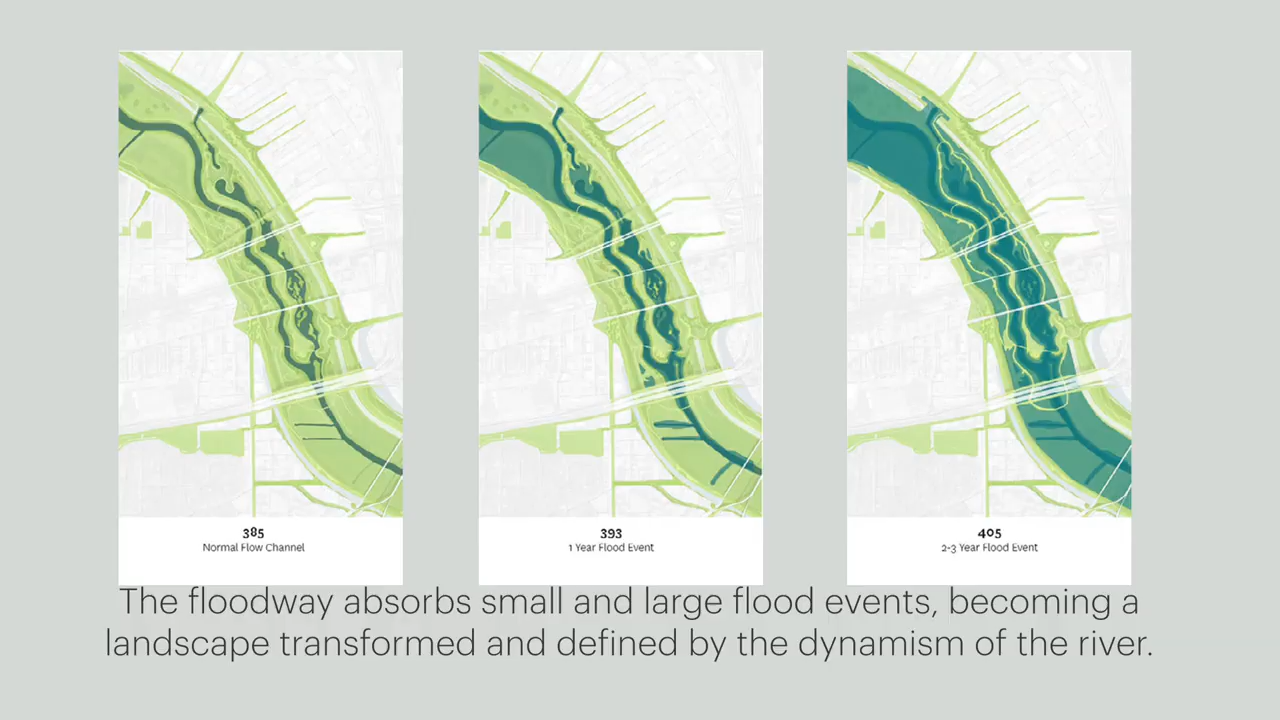 385
Normal Flow Channel
393
1 Year Flood Event
405
2-3 Year Flood Event
The floodway absorbs small and large flood events, becoming a
landscape transformed and defined by the dynamism of the river.